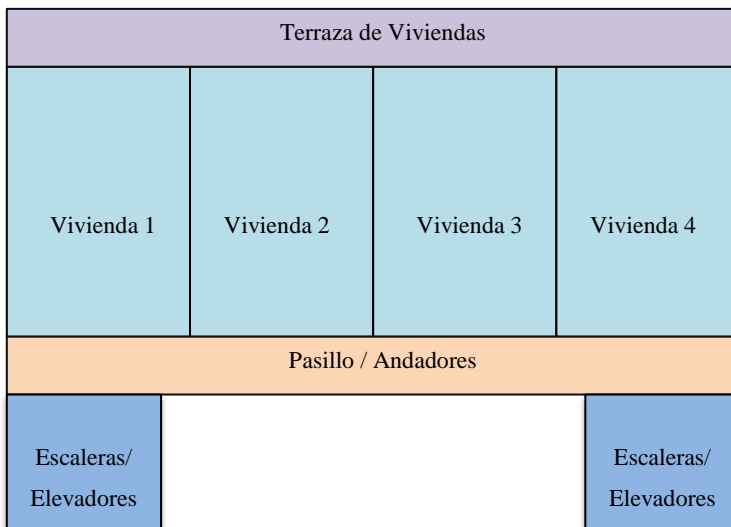 Terraza de Viviendas
Vivienda 1
Vivienda 2
Vivienda 3
Vivienda 4
Pasillo / Andadores
Escaleras/
Elevadores
Escaleras/
Elevadores